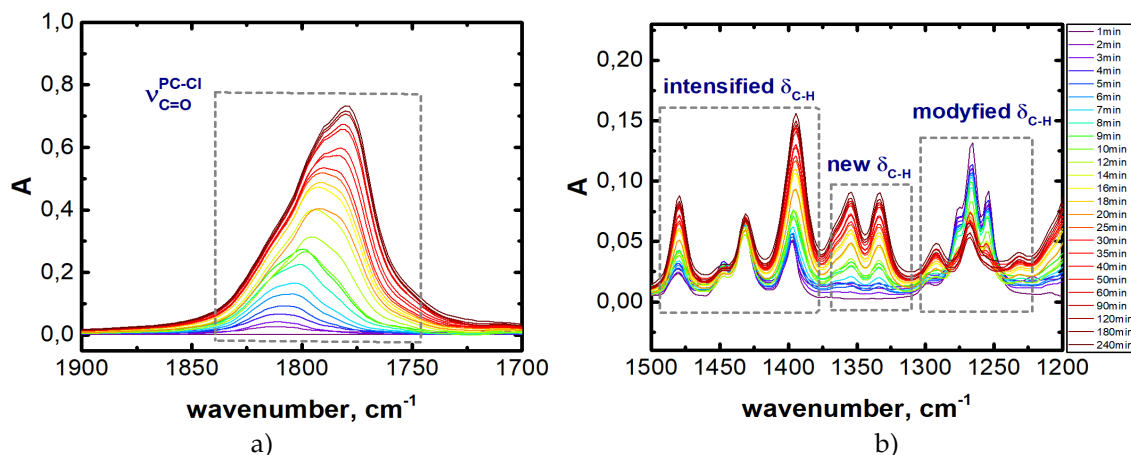 1,0
0,8
0,6
0,4
0,2
0,0
A
ν C=O PC-Cl
1900 1850 1800 1750 1700
wavenumber, cm-1
a)
0,20
0,15
0,10
0,05
0,00
A
intensified δC-H
new δC-H
modyfied δC-H
1500 1450 1400 1350 1300 1250 1200
wavenumber, cm-1
b)
1min
2min
3min
4min
5min
6min
7min
8min
9min
10min
12min
14min
16min
18min
20min
25min
30min
35min
40min
50min
60min
90min
120min
180min
240min